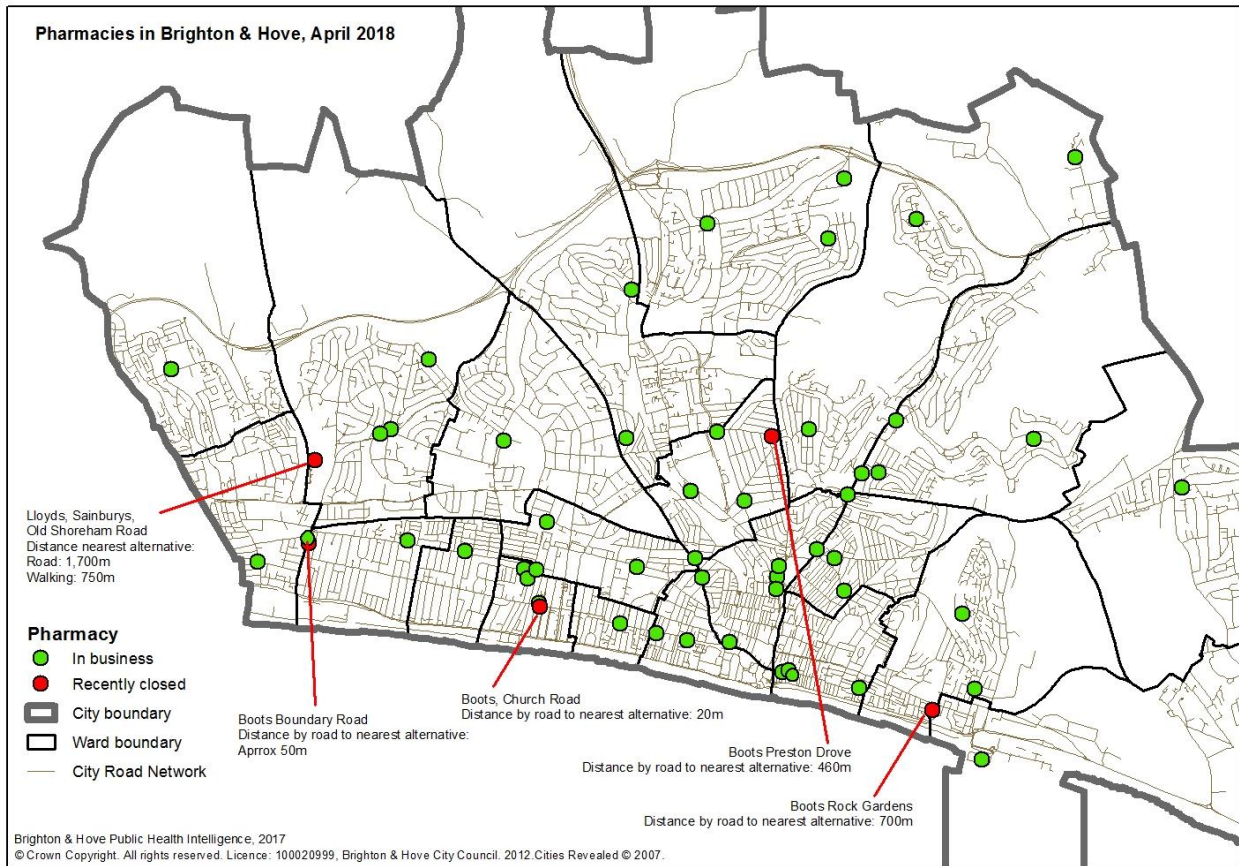 Pharmacies in Brighton & Hove, April 2018
Lloyds, Sainburys,
Old Shoreham Road
Distance nearest alternative:
Road: 1,700m
Walking: 750m
Pharmacy
In business
Recently closed
City boundary
Ward boundary
City Road Network
Boots Boundary Road
Distance by road to nearest alternative:
Aprrox 50m
Boots, Church Road
Distance by road to nearest alternative: 20m
Boots Preston Drove
Distance by road to nearest alternative: 460m
Boots Rock Gardens
Distance by road to nearest alternative: 700m
Brighton & Hove Public Health Intelligence, 2017
© Crown Copyright. All rights reserved. Licence: 100020999, Brighton & Hove City Council. 2012.Cities Revealed © 2007.